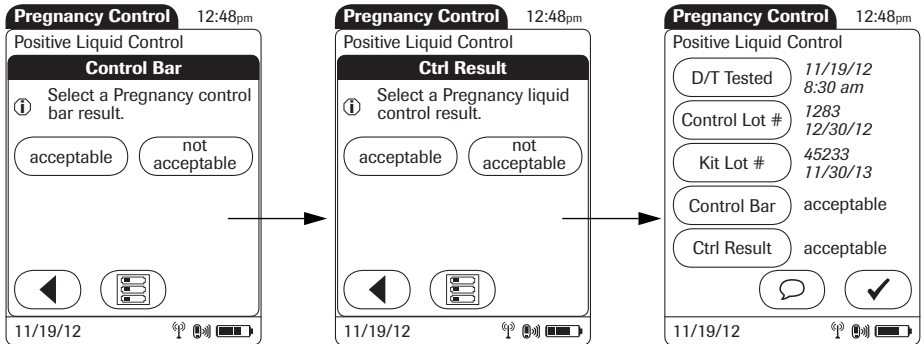 Pregnancy Control 12:48pm
Positive Liquid Control
Control Bar
Select a Pregnancy control
bar result.
acceptable
not
acceptable
11/19/12
Pregnancy Control 12:48pm
Positive Liquid Control
Ctrl Result
Select a Pregnancy liquid
control result.
acceptable
not
acceptable
11/19/12
Pregnancy Control 12:48pm
Positive Liquid Control
D/T Tested
11/19/12
8:30 am
Control Lot #
1283
12/30/12
Kit Lot #
45233
11/30/13
Control Bar acceptable
Ctrl Result acceptable
11/19/12